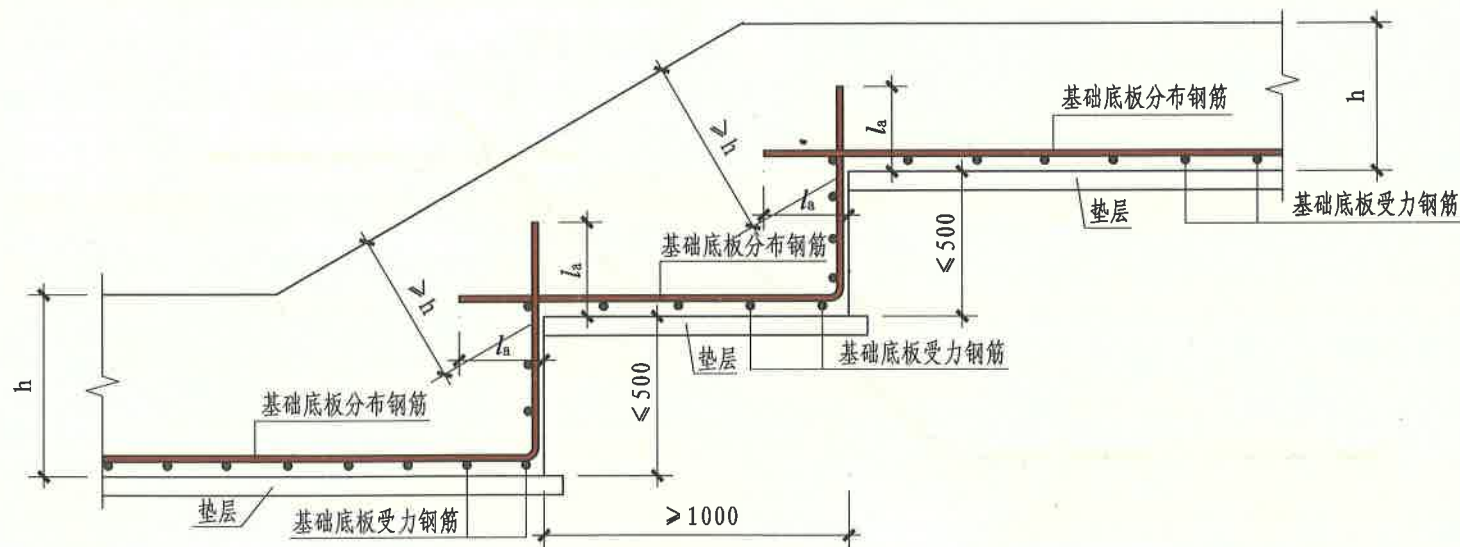 基础底板分布钢筋
lₐ
h
≥h
lₐ
垫层
基础底板受力钢筋
基础底板分布钢筋
lₐ
≤500
≥h
lₐ
垫层
基础底板受力钢筋
h
≤500
基础底板分布钢筋
垫层
基础底板受力钢筋
≥1000